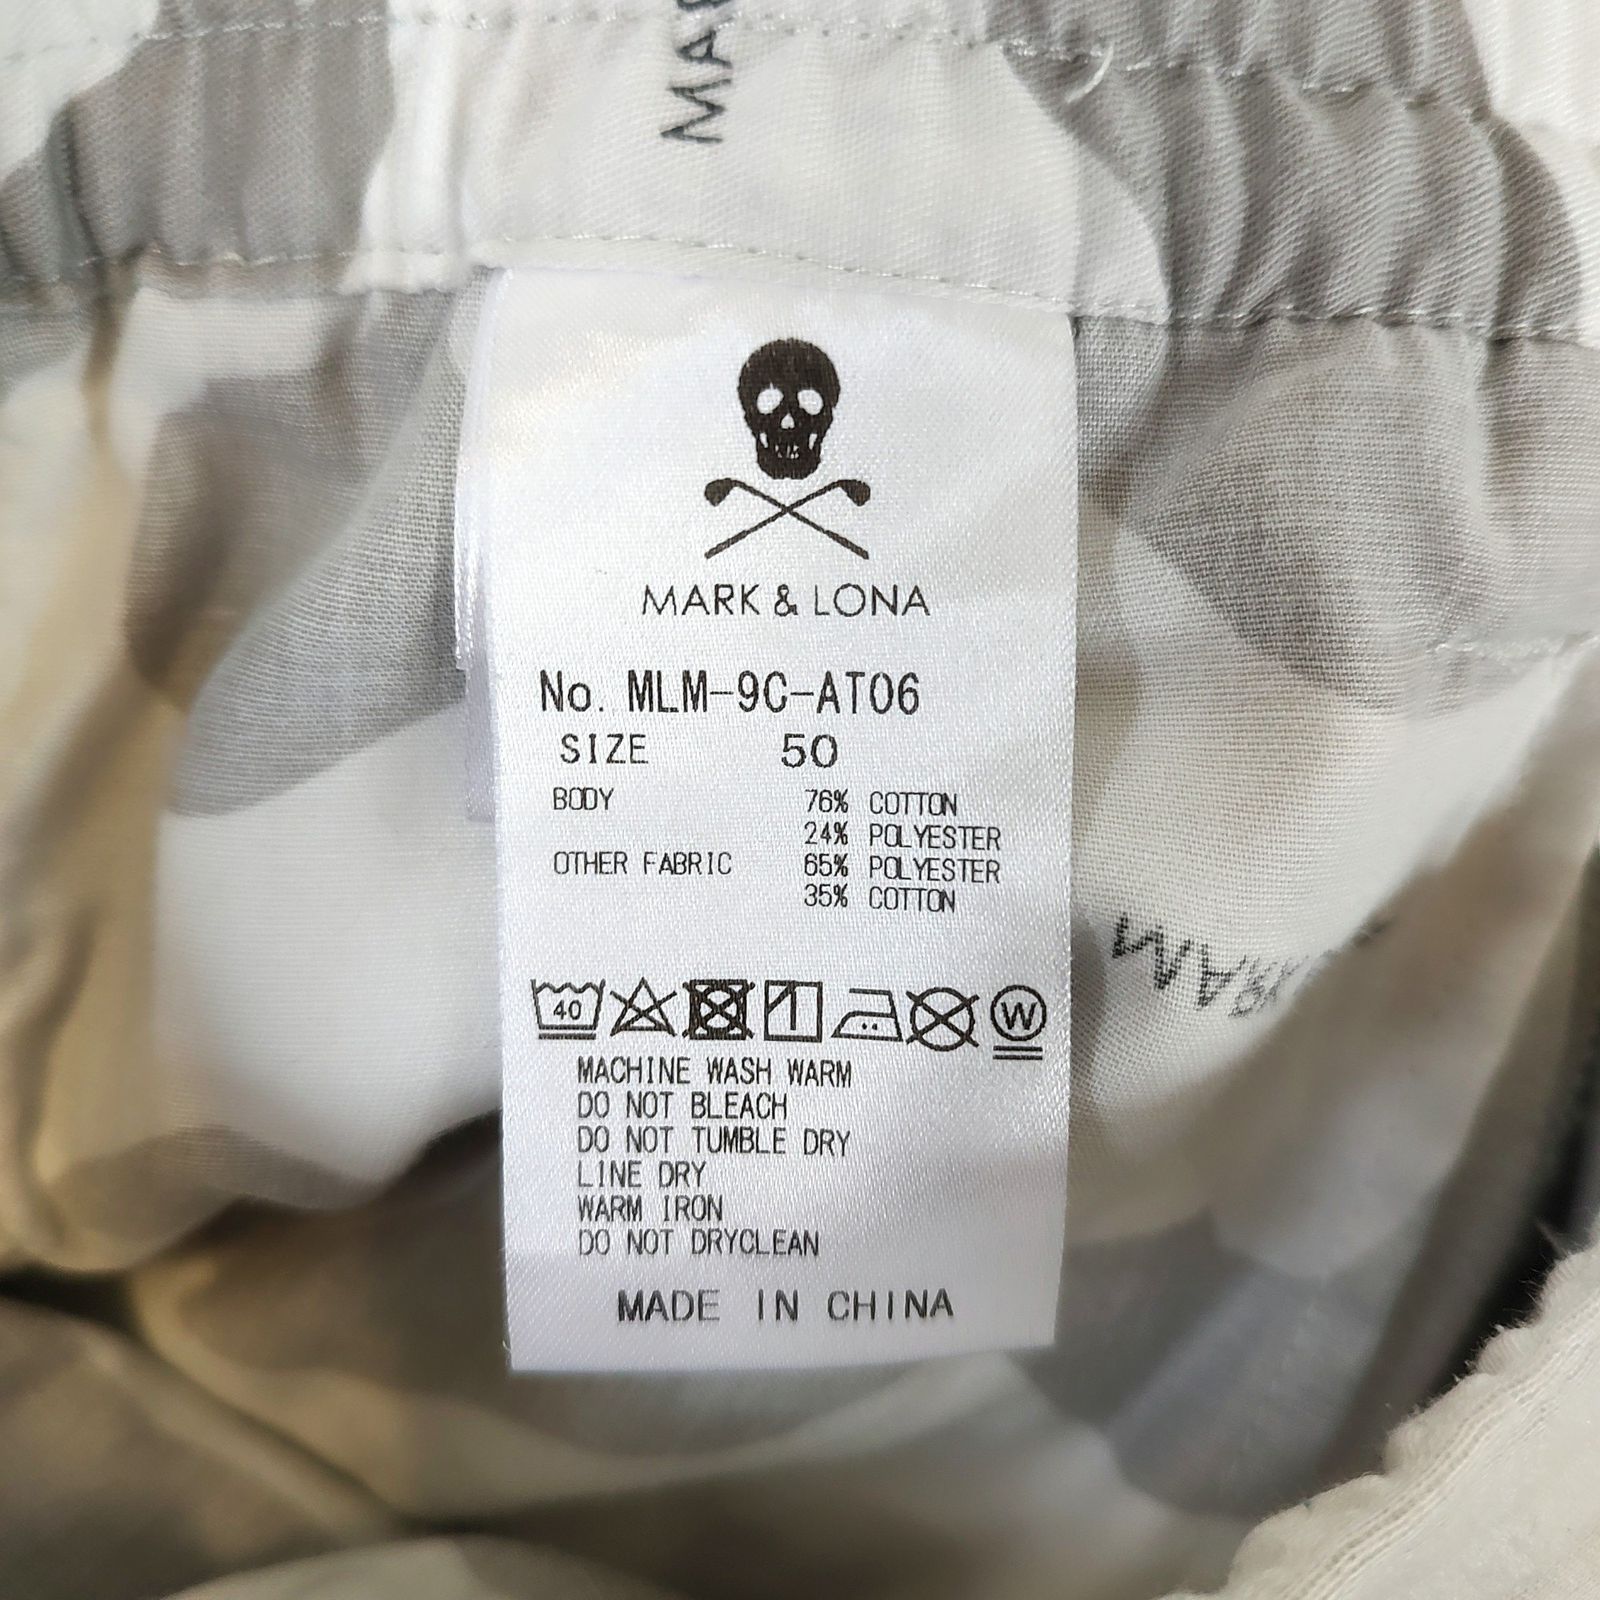 MAR
MARK & LONA
No. MLM-9C-AT06
SIZE 50
BODY 76% COTTON
24% POLYESTER
OTHER FABRIC 65% POLYESTER
35% COTTON
40
W
MACHINE WASH WARM
DO NOT BLEACH
DO NOT TUMBLE DRY
LINE DRY
WARM IRON
DO NOT DRYCLEAN
MADE IN CHINA